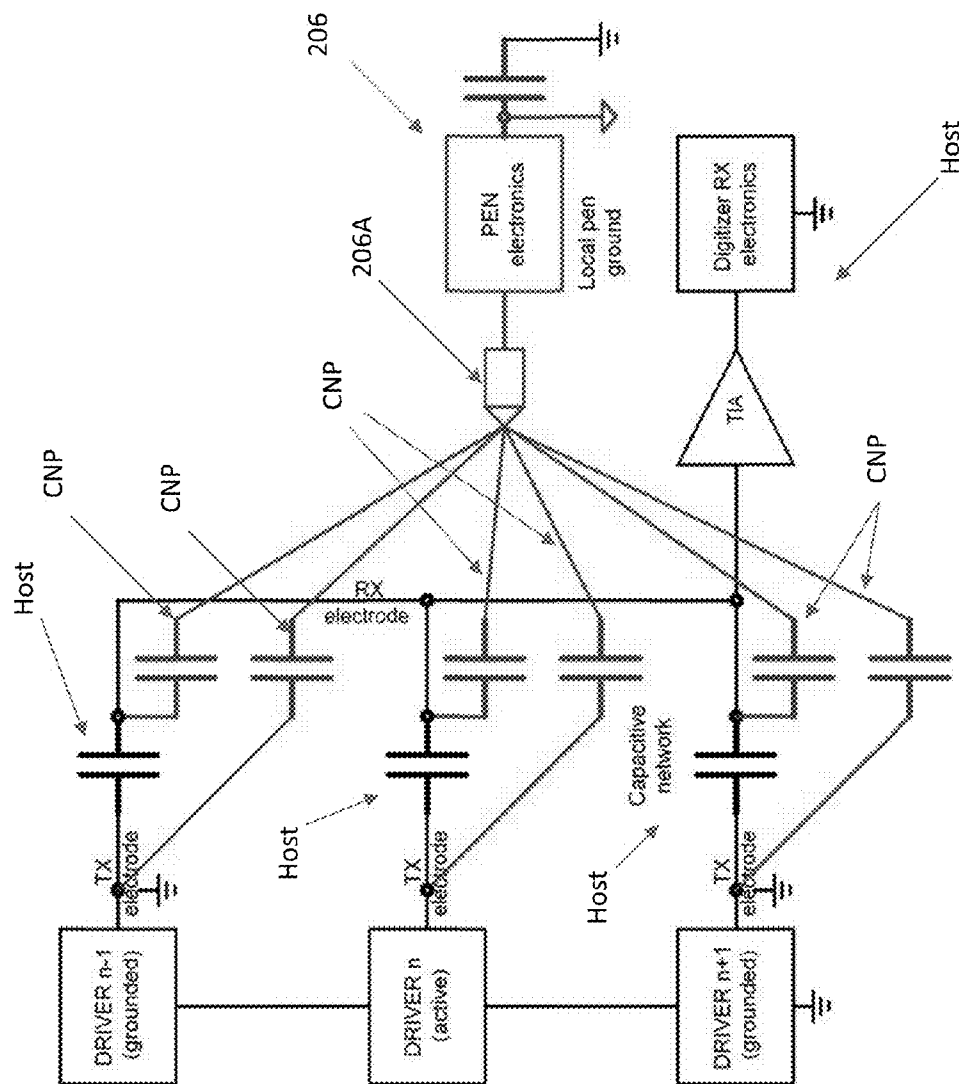 DRIVER n-1
(grounded)
TX
electrode
Host
CNP
CNP
DRIVER n
(active)
TX
electrode
Host
RX
electrode
CNP
206A
206
PEN
electronics
Local pen
ground
DRIVER n+1
(grounded)
TX
electrode
Host
Capacitive
network
TIA
Digitizer RX
electronics
CNP
Host